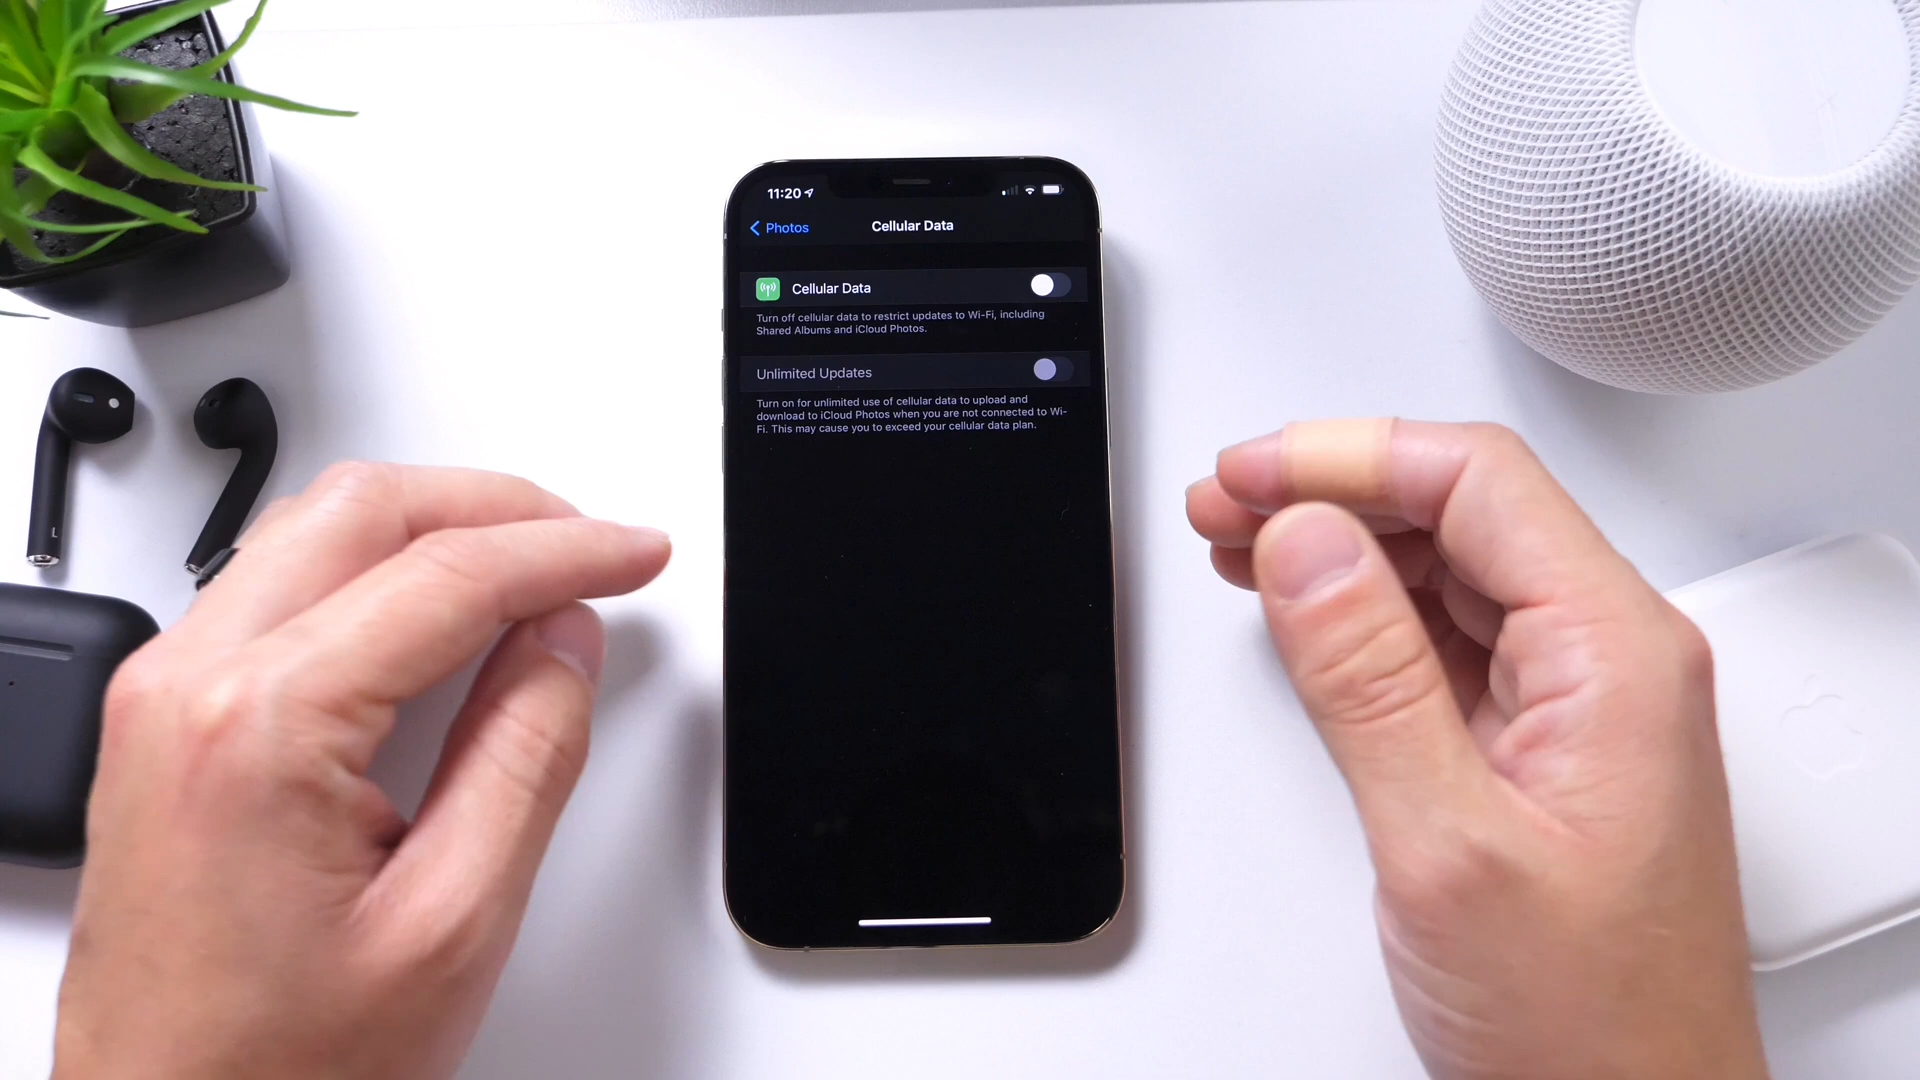 11:20
Photos
Cellular Data
Cellular Data
Turn off cellular data to restrict updates to Wi-Fi, including
Shared Albums and iCloud Photos.
Unlimited Updates
Turn on for unlimited use of cellular data to upload and
download to iCloud Photos when you are not connected to Wi-
Fi. This may cause you to exceed your cellular data plan.
L